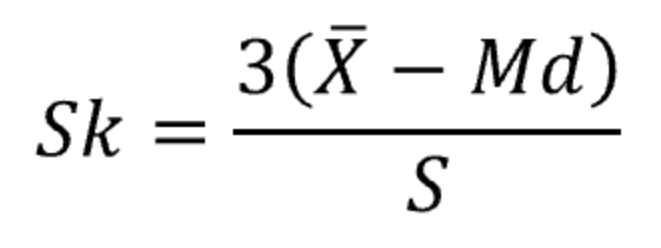 Sk = 3(X̄ − Md) / S